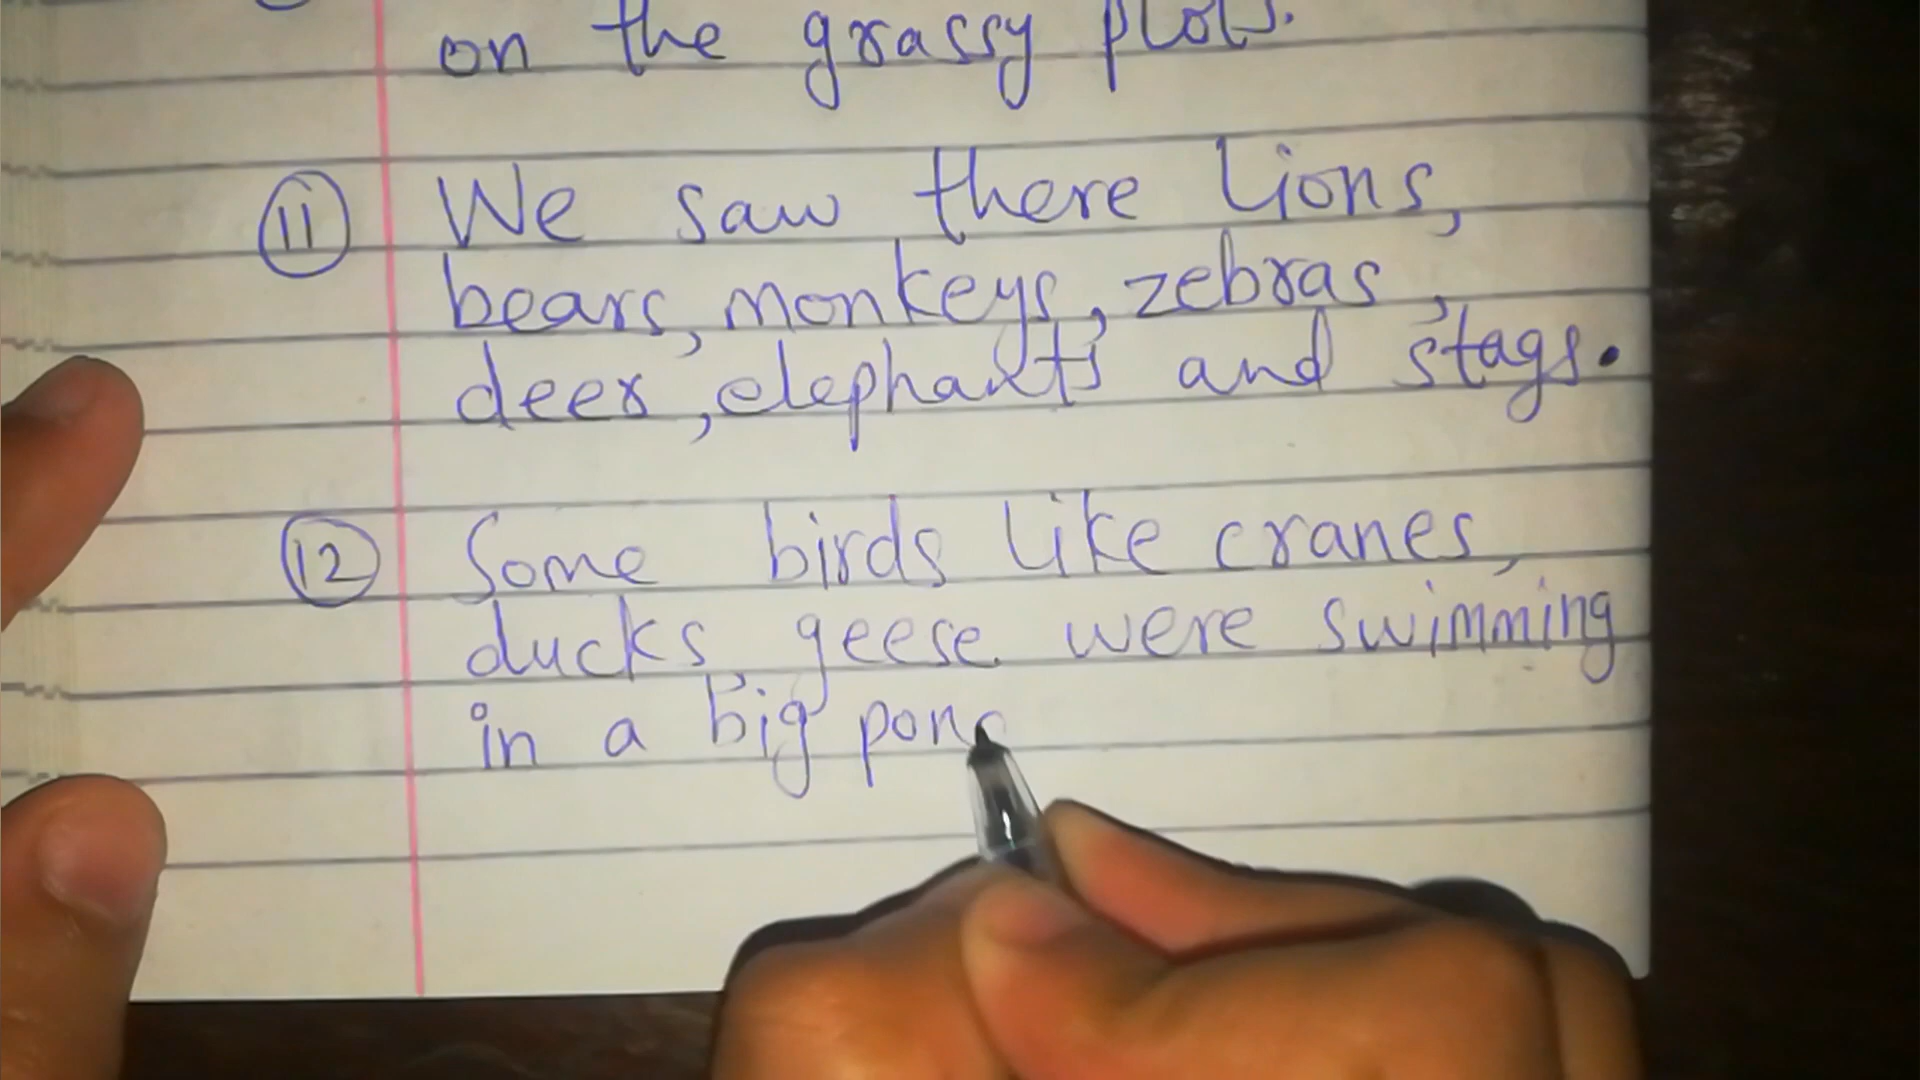 on the grassy plots.
11 We saw there lions,
bears, monkeys, zebras,
deer, elephants and stags.
12 Some birds like cranes,
ducks, geese were swimming
in a big pon